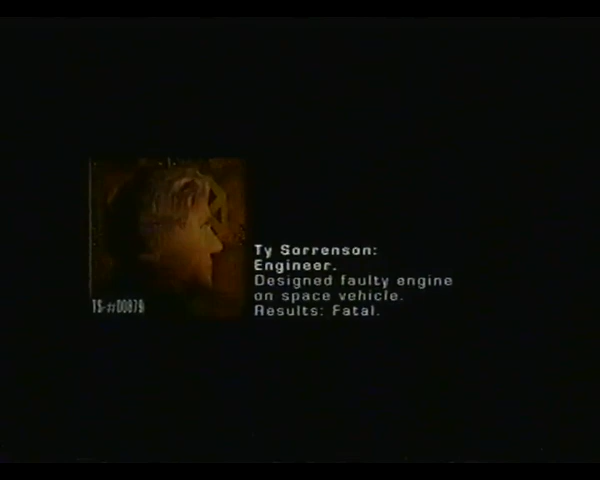 Ty Sorrenson:
Engineer.
Designed faulty engine
on space vehicle.
Results: Fatal.
TS-#00879